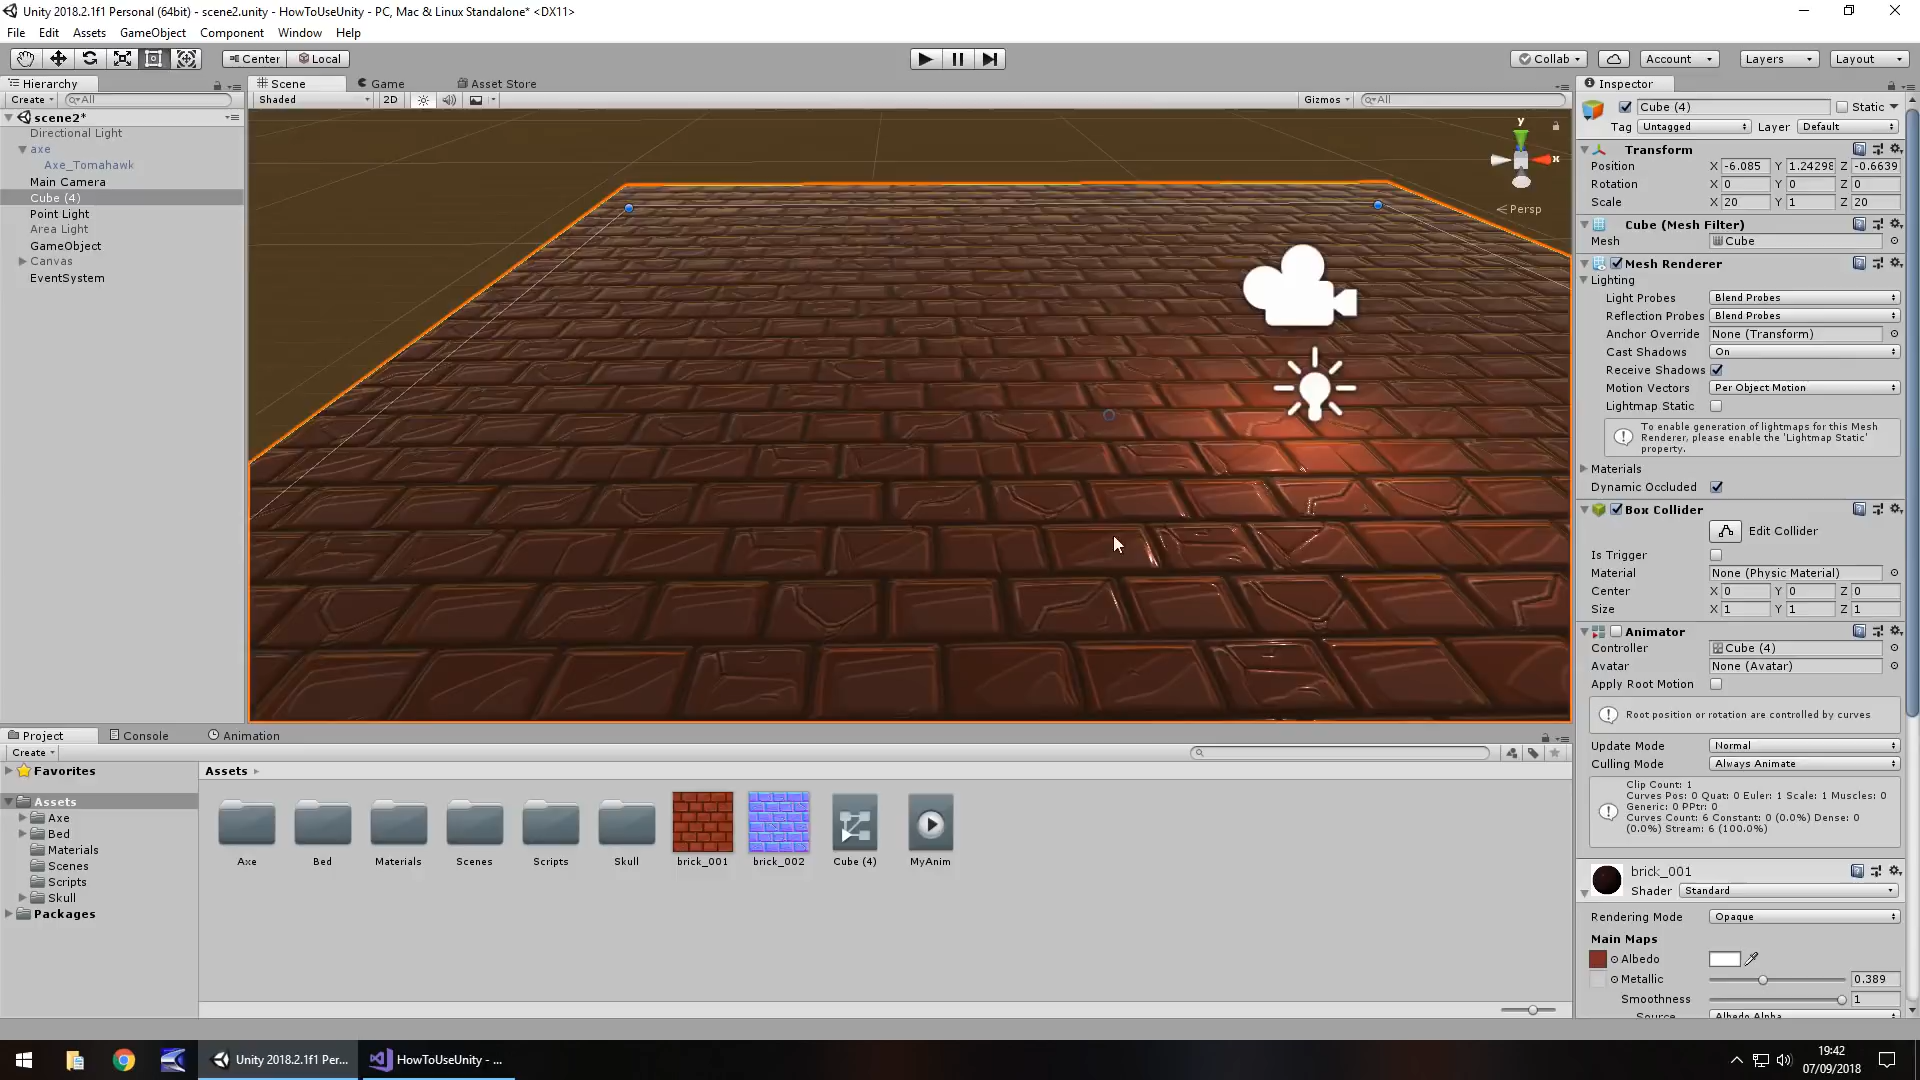 Unity 2018.2.1f1 Personal (64bit) - scene2.unity - HowToUseUnity - PC, Mac & Linux Standalone* <DX11>
File Edit Assets GameObject Component Window Help
Center Local Collab Account Layers Layout
Hierarchy Scene Game Asset Store Inspector
Create All Shaded 2D Gizmos All
Cube (4) Static
Tag Untagged Layer Default
scene2*
Directional Light
axe
Axe_Tomahawk
Main Camera
Cube (4)
Point Light
Area Light
GameObject
Canvas
EventSystem
y
x
Persp
Transform
Position X -6.085 Y 1.24298 Z -0.6639
Rotation X 0 Y 0 Z 0
Scale X 20 Y 1 Z 20
Cube (Mesh Filter)
Mesh Cube
Mesh Renderer
Lighting
Light Probes Blend Probes
Reflection Probes Blend Probes
Anchor Override None (Transform)
Cast Shadows On
Receive Shadows
Motion Vectors Per Object Motion
Lightmap Static
To enable generation of lightmaps for this Mesh
Renderer, please enable the 'Lightmap Static'
property.
Materials
Dynamic Occluded
Box Collider
Edit Collider
Is Trigger
Material None (Physic Material)
Center X 0 Y 0 Z 0
Size X 1 Y 1 Z 1
Animator
Controller Cube (4)
Avatar None (Avatar)
Apply Root Motion
Root position or rotation are controlled by curves
Update Mode Normal
Culling Mode Always Animate
Clip Count: 1
Curves Pos: 0 Quat: 0 Euler: 1 Scale: 1 Muscles: 0
Generic: 0 PPtr: 0
Curves Count: 6 Constant: 0 (0.0%) Dense: 0
(0.0%) Stream: 6 (100.0%)
brick_001
Shader Standard
Rendering Mode Opaque
Main Maps
Albedo
Metallic 0.389
Smoothness 1
Source Albedo Alpha
Project Console Animation
Create
Favorites
Assets
Axe
Bed
Materials
Scenes
Scripts
Skull
Packages
Assets
Axe Bed Materials Scenes Scripts Skull brick_001 brick_002 Cube (4) MyAnim
Unity 2018.2.1f1 Per... HowToUseUnity - ...
19:42
07/09/2018